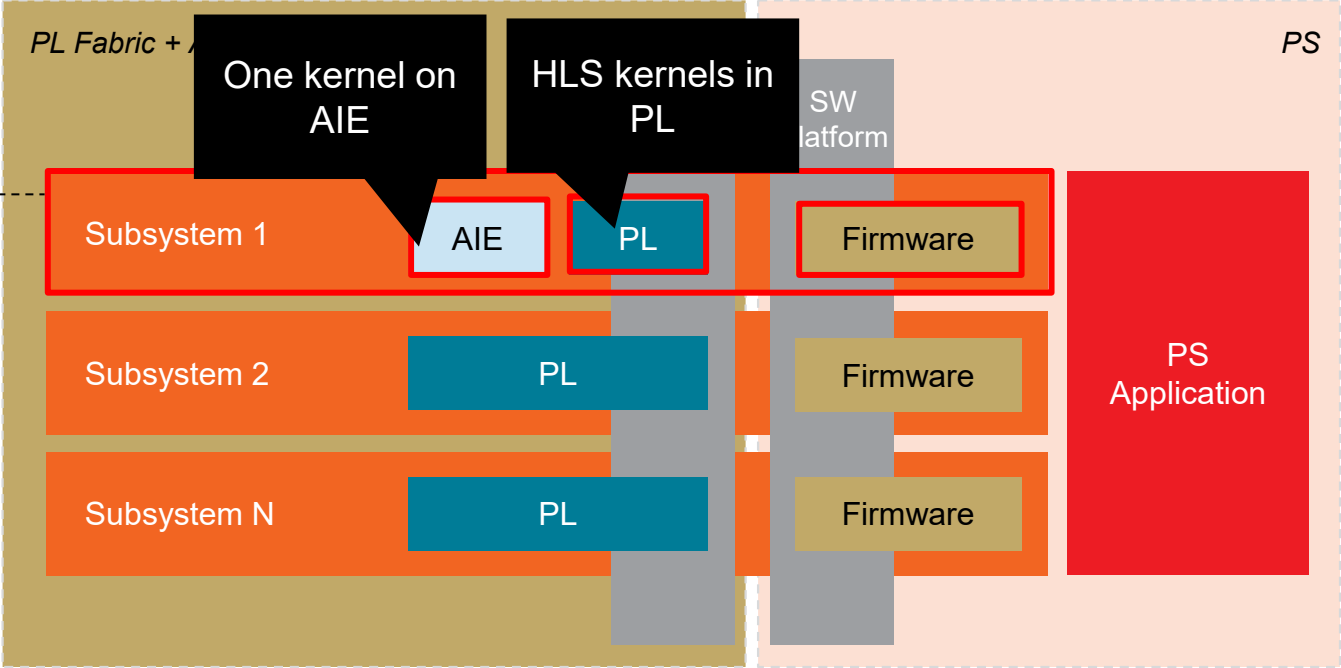 PL Fabric +
PS
One kernel on
AIE
HLS kernels in
PL
SW
latform
Subsystem 1
AIE
PL
Firmware
Subsystem 2
PL
Firmware
PS
Application
Subsystem N
PL
Firmware